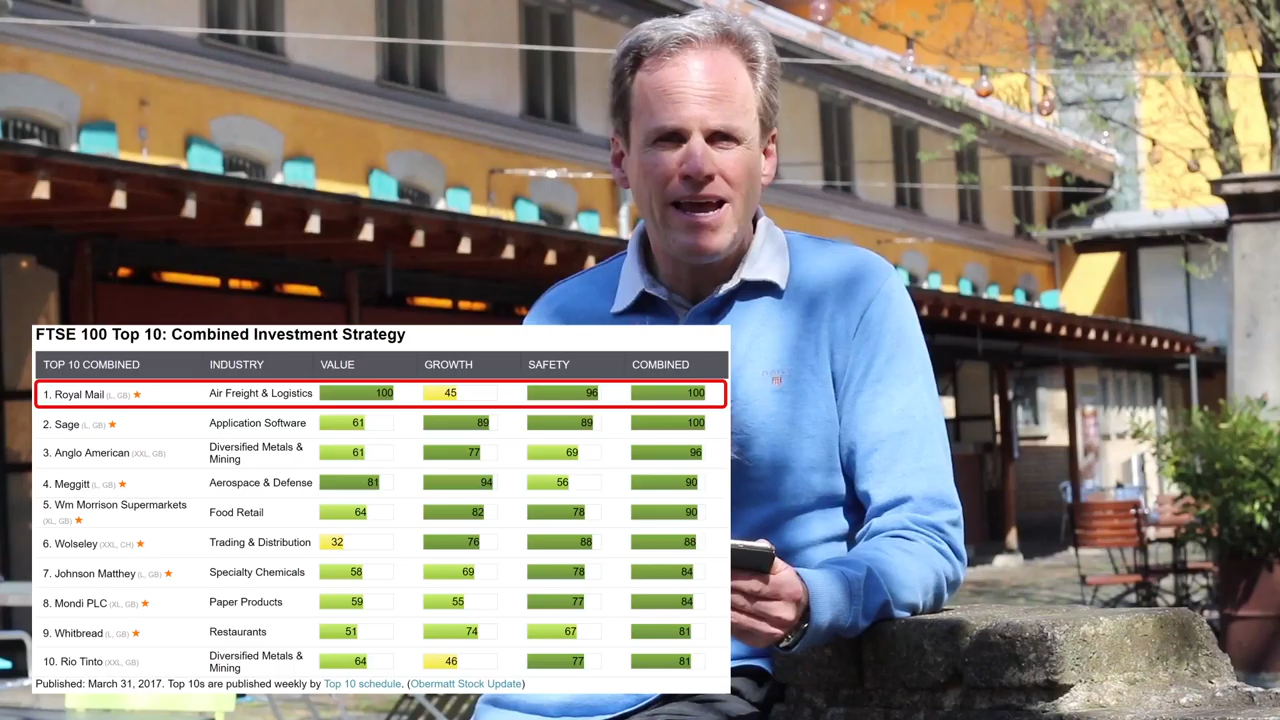 FTSE 100 Top 10: Combined Investment Strategy
TOP 10 COMBINED INDUSTRY VALUE GROWTH SAFETY COMBINED
1. Royal Mail (L, GB) ★ Air Freight & Logistics 100 45 96 100
2. Sage (L, GB) ★ Application Software 61 89 89 100
3. Anglo American (XXL, GB) Diversified Metals & Mining 61 77 69 96
4. Meggitt (L, GB) ★ Aerospace & Defense 81 94 56 90
5. Wm Morrison Supermarkets (XL, GB) ★ Food Retail 64 82 78 90
6. Wolseley (XXL, CH) ★ Trading & Distribution 32 76 88 88
7. Johnson Matthey (L, GB) ★ Specialty Chemicals 58 69 78 84
8. Mondi PLC (XL, GB) ★ Paper Products 59 55 77 84
9. Whitbread (L, GB) ★ Restaurants 51 74 67 81
10. Rio Tinto (XXL, GB) Diversified Metals & Mining 64 46 77 81
Published: March 31, 2017. Top 10s are published weekly by Top 10 schedule. (Obermatt Stock Update)